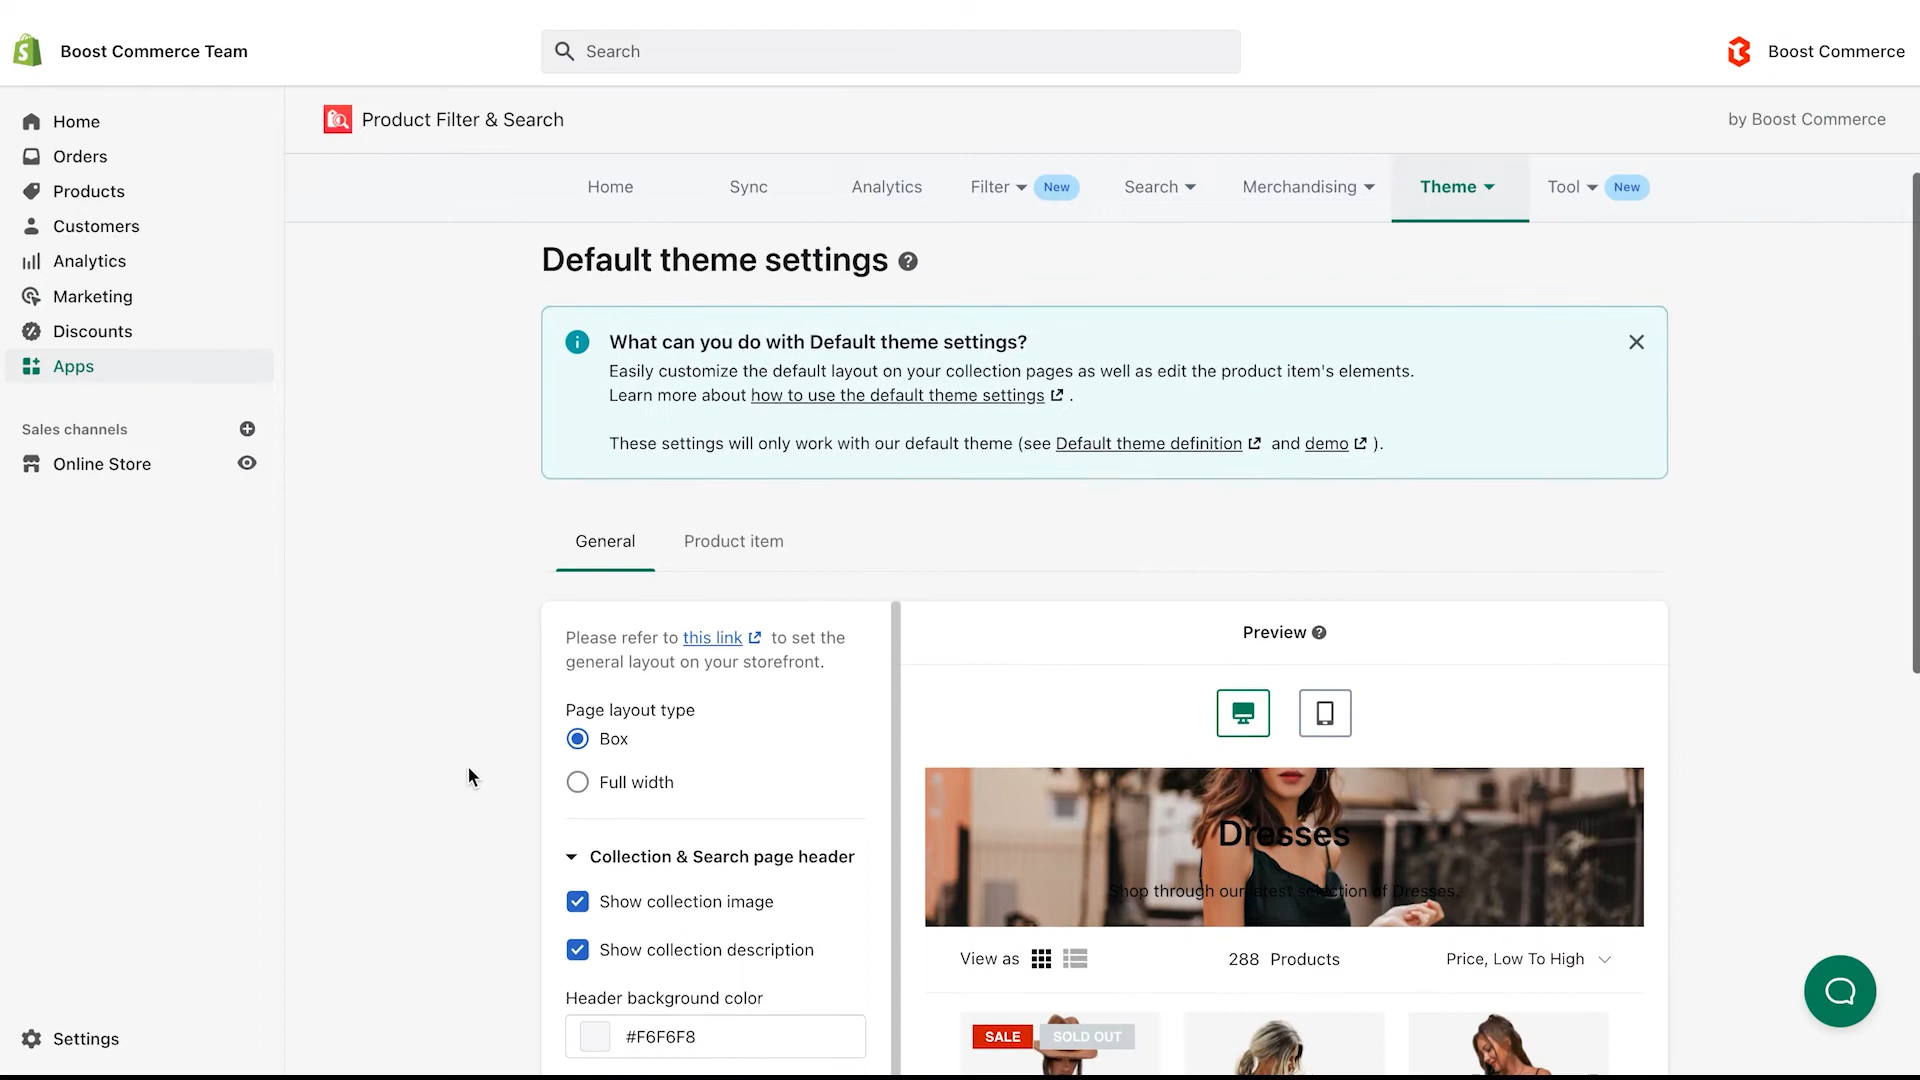 Boost Commerce Team
Search
Boost Commerce
Home
Orders
Products
Customers
Analytics
Marketing
Discounts
Apps
Sales channels
Online Store
Settings
Product Filter & Search
by Boost Commerce
Home
Sync
Analytics
Filter
New
Search
Merchandising
Theme
Tool
New
Default theme settings
What can you do with Default theme settings?
Easily customize the default layout on your collection pages as well as edit the product item's elements.
Learn more about how to use the default theme settings .
These settings will only work with our default theme (see Default theme definition and demo ).
General
Product item
Please refer to this link to set the
general layout on your storefront.
Page layout type
Box
Full width
Collection & Search page header
Show collection image
Show collection description
Header background color
#F6F6F8
Preview
Dresses
Shop through our latest selection of Dresses.
View as
288 Products
Price, Low To High
SALE
SOLD OUT